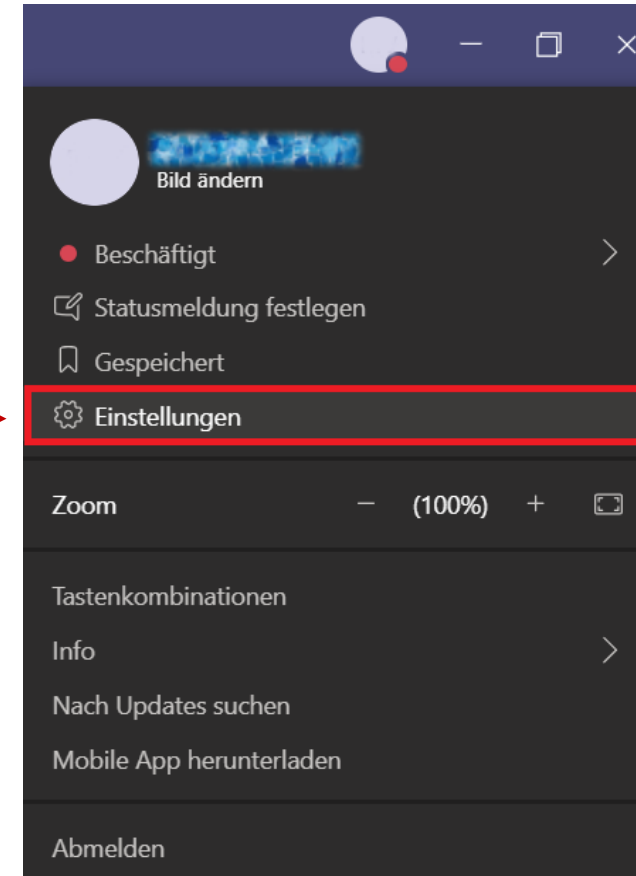 Bild ändern
Beschäftigt
Statusmeldung festlegen
Gespeichert
Einstellungen
Zoom – (100%) +
Tastenkombinationen
Info
Nach Updates suchen
Mobile App herunterladen
Abmelden